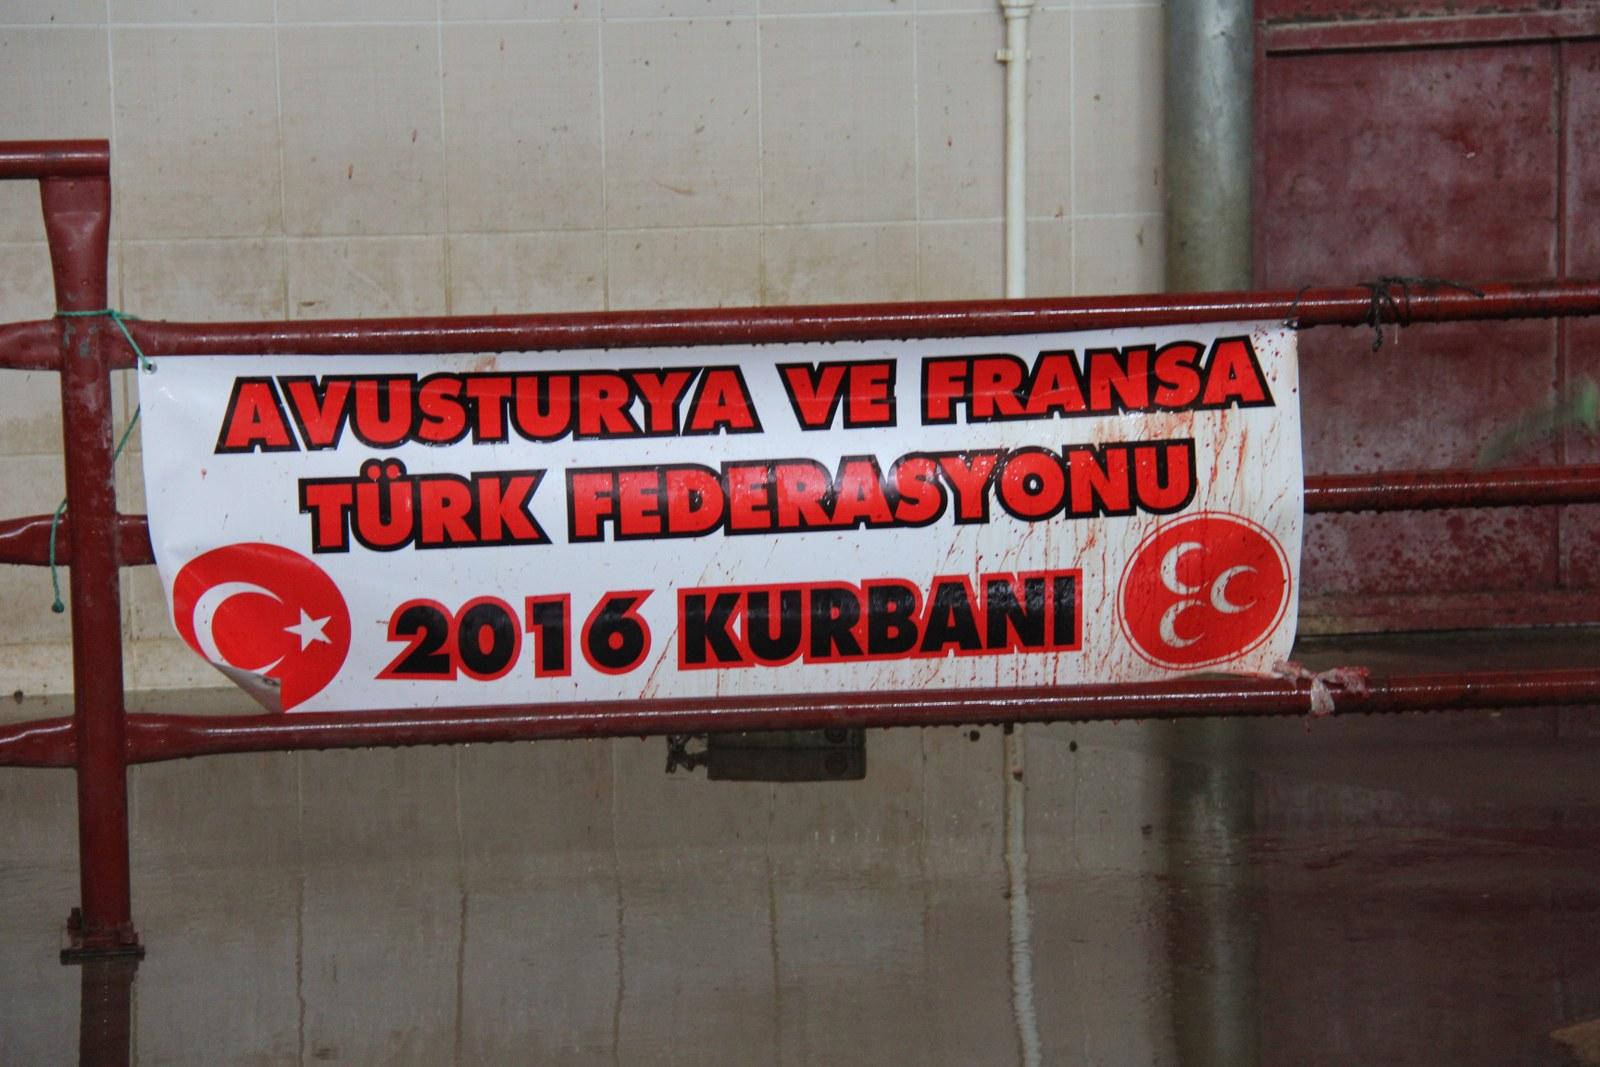 AVUSTURYA VE FRANSA
TÜRK FEDERASYONU
2016 KURBANI